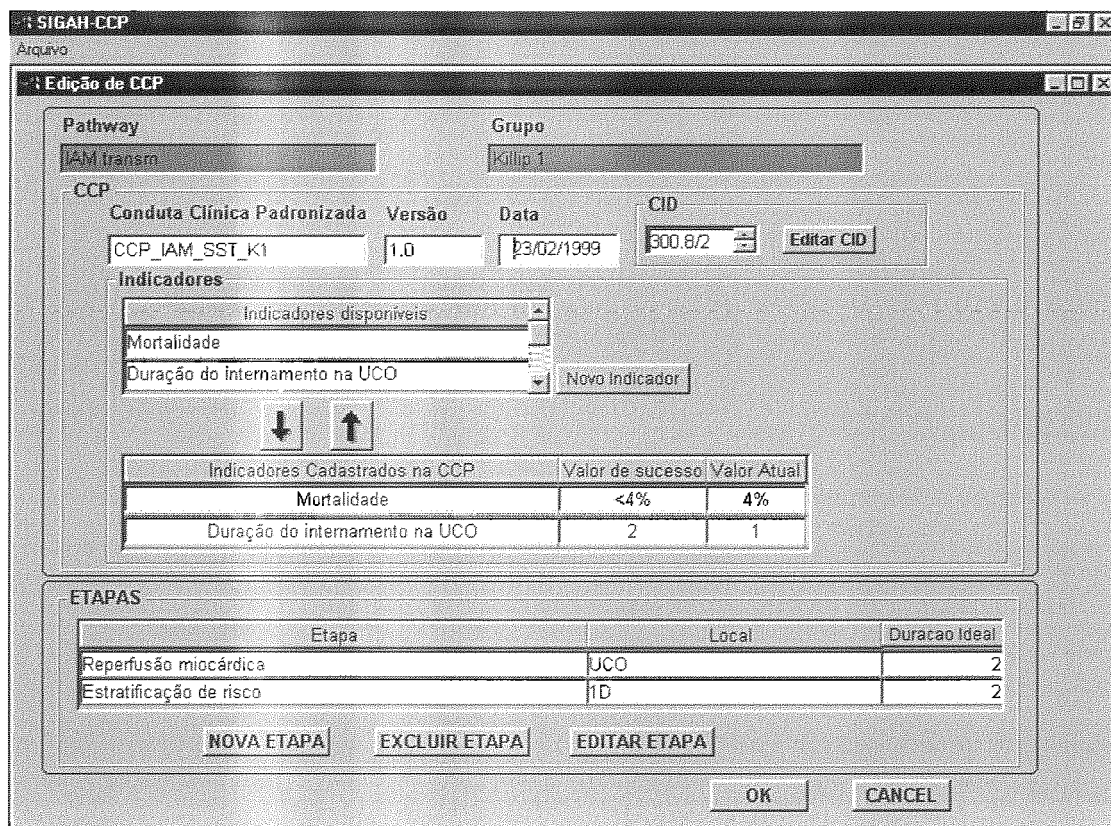 SIGAH-CCP
Arquivo
Edição de CCP
Pathway Grupo
IAM transm Killip 1
CCP
Conduta Clínica Padronizada Versão Data CID
CCP_IAM_SST_K1 1.0 23/02/1999 300.8/2 Editar CID
Indicadores
Indicadores disponíveis
Mortalidade
Duração do internamento na UCO Novo Indicador
Indicadores Cadastrados na CCP Valor de sucesso Valor Atual
Mortalidade <4% 4%
Duração do internamento na UCO 2 1
ETAPAS
Etapa Local Duracao Ideal
Reperfusão miocárdica UCO 2
Estratificação de risco 1D 2
NOVA ETAPA EXCLUIR ETAPA EDITAR ETAPA
OK CANCEL